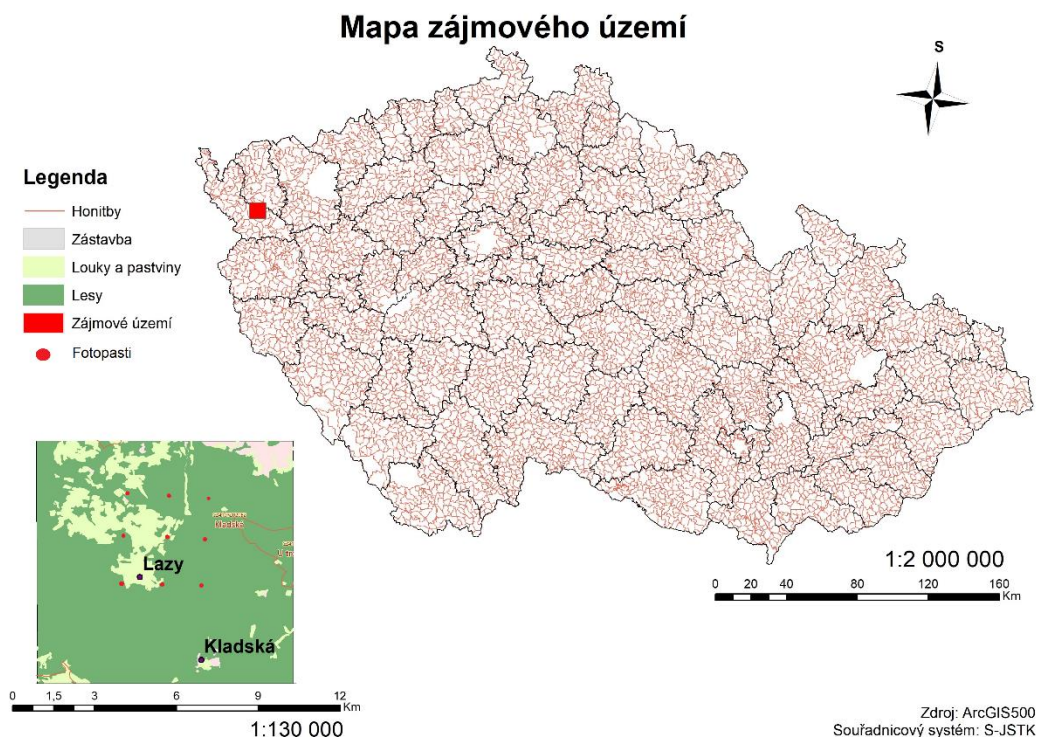 Mapa zájmového území
S
Legenda
Honitby
Zástavba
Louky a pastviny
Lesy
Zájmové území
Fotopasti
Kladská
Lazy
Kladská
0 1,5 3 6 9 12
Km
1:130 000
1:2 000 000
0 20 40 80 120 160
Km
Zdroj: ArcGIS500
Souřadnicový systém: S-JSTK